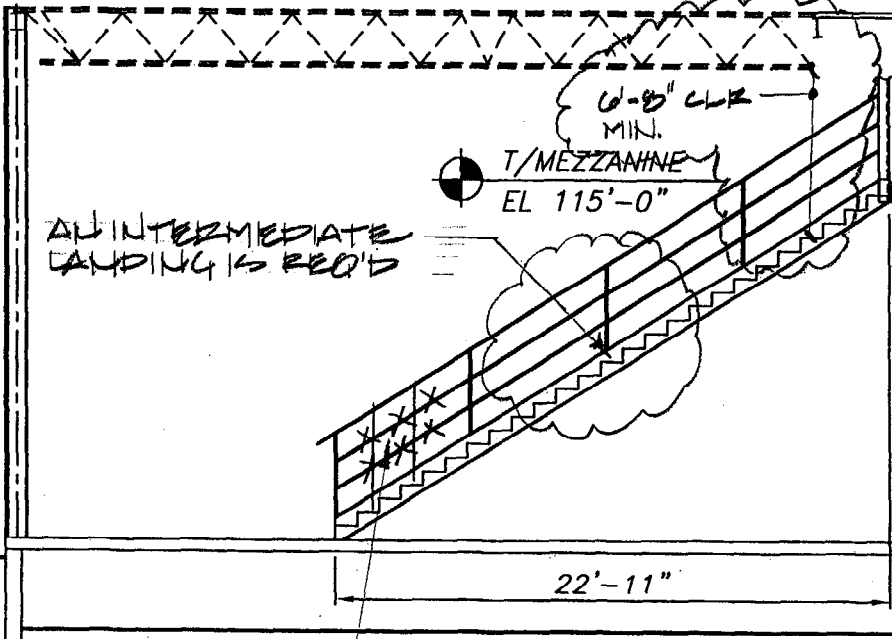 6'-8" CLR
MIN.
T/MEZZANINE
EL 115'-0"
AN INTERMEDIATE
LANDING IS REQ'D
22'-11"